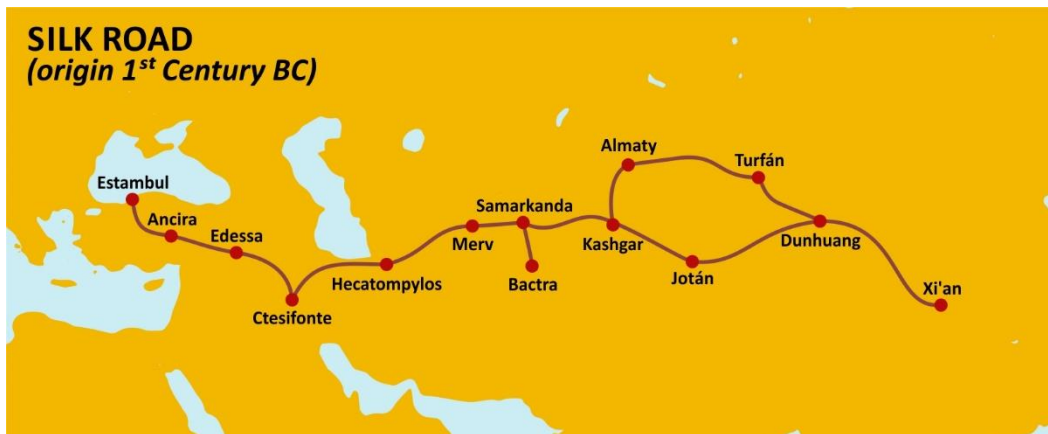 SILK ROAD
(origin 1st Century BC)
Estambul
Ancira
Edessa
Ctesifonte
Hecatompylos
Merv
Samarkanda
Bactra
Kashgar
Almaty
Turfán
Jotán
Dunhuang
Xi'an